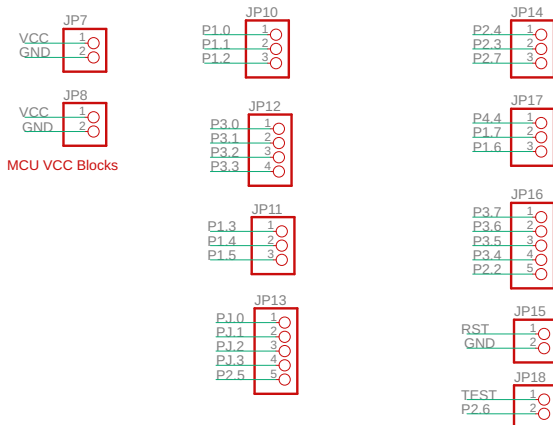 JP7
VCC 1
GND 2
JP8
VCC 1
GND 2
MCU VCC Blocks
JP10
P1.0 1
P1.1 2
P1.2 3
JP12
P3.0 1
P3.1 2
P3.2 3
P3.3 4
JP11
P1.3 1
P1.4 2
P1.5 3
JP13
PJ.0 1
PJ.1 2
PJ.2 3
PJ.3 4
P2.5 5
JP14
P2.4 1
P2.3 2
P2.7 3
JP17
P4.4 1
P1.7 2
P1.6 3
JP16
P3.7 1
P3.6 2
P3.5 3
P3.4 4
P2.2 5
JP15
RST 1
GND 2
JP18
TEST 1
P2.6 2